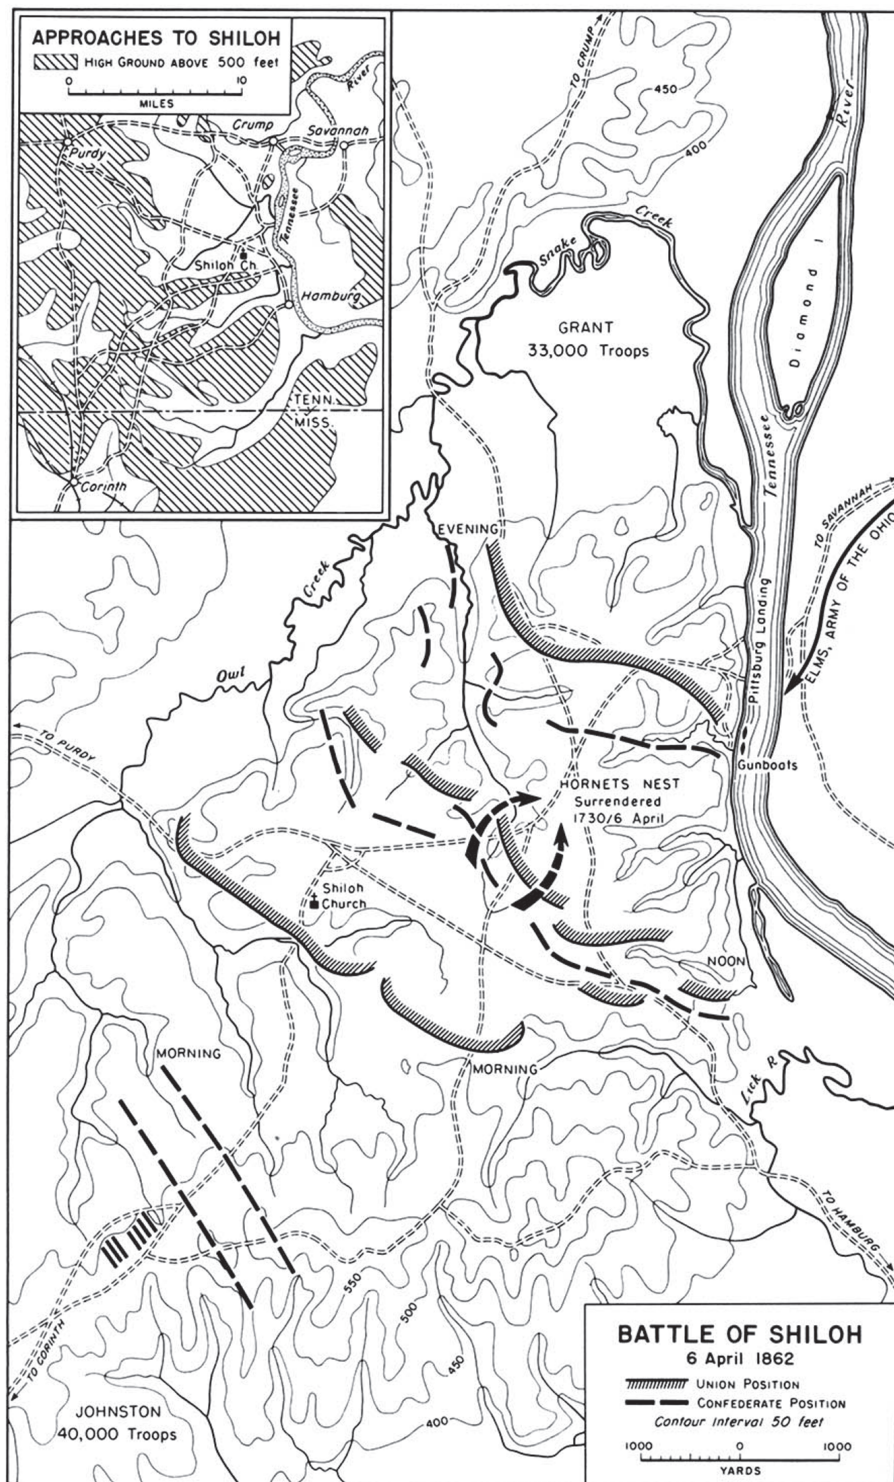 APPROACHES TO SHILOH
HIGH GROUND ABOVE 500 feet
0 10
MILES
River
Crump
Savannah
Purdy
Tennessee
Shiloh Ch.
Hamburg
TENN.
MISS.
Corinth
TO CRUMP
450
400
River
Creek
Snake
Diamond I
GRANT
33,000 Troops
Tennessee
TO SAVANNAH
ELMS, ARMY OF THE OHIO
EVENING
Creek
Owl
Pittsburg Landing
TO PURDY
Gunboats
HORNETS NEST
Surrendered
1730/6 April
Shiloh
Church
NOON
MORNING
MORNING
Lick R
TO HAMBURG
550
500
450
400
TO CORINTH
JOHNSTON
40,000 Troops
BATTLE OF SHILOH
6 April 1862
UNION POSITION
CONFEDERATE POSITION
Contour Interval 50 feet
1000 0 1000
YARDS